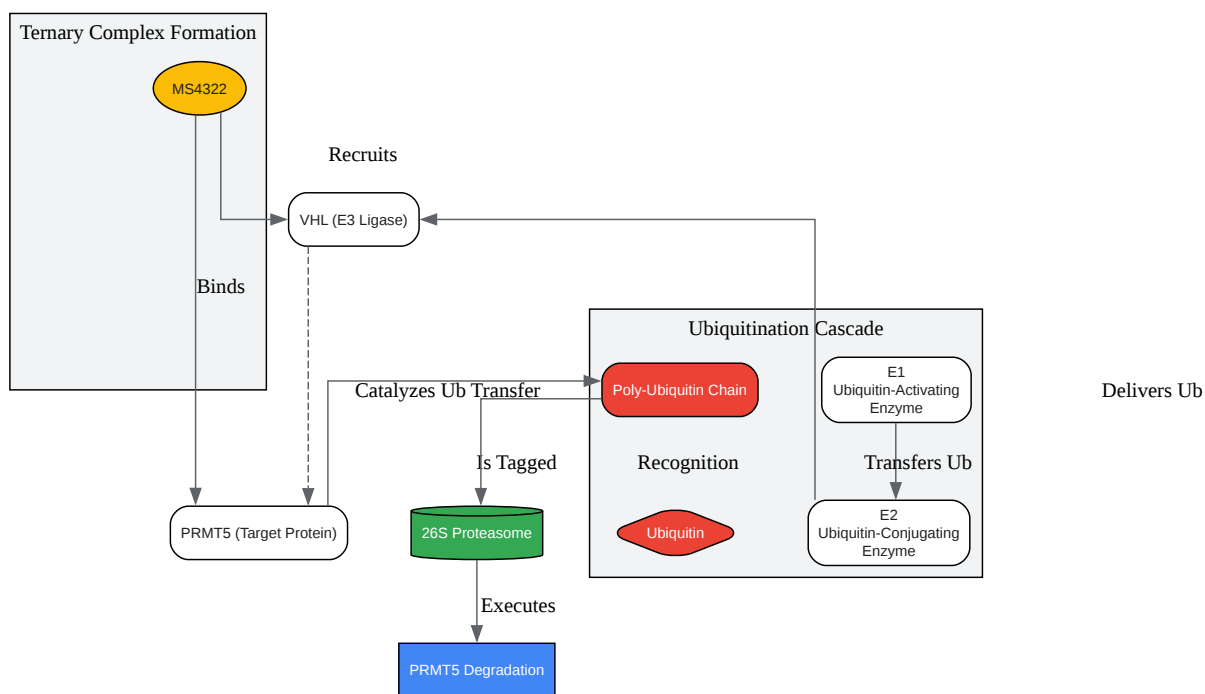 Ternary Complex Formation
MS4322
Recruits
VHL (E3 Ligase)
Binds
Ubiquitination Cascade
E1
Ubiquitin-Activating
Enzyme
Poly-Ubiquitin Chain
Catalyzes Ub Transfer
Delivers Ub
Is Tagged
Recognition
Transfers Ub
PRMT5 (Target Protein)
26S Proteasome
Ubiquitin
E2
Ubiquitin-Conjugating
Enzyme
Executes
PRMT5 Degradation